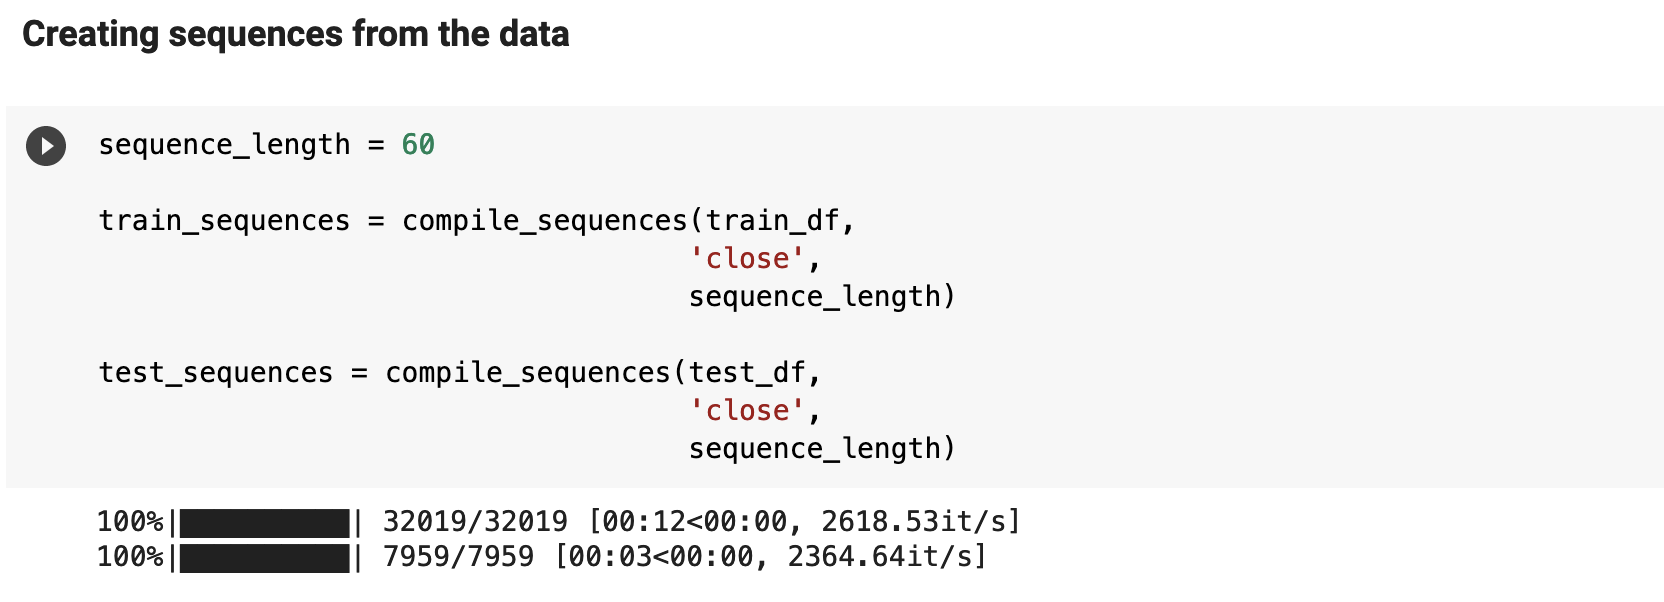 Creating sequences from the data
sequence_length = 60
train_sequences = compile_sequences(train_df,
'close',
sequence_length)
test_sequences = compile_sequences(test_df,
'close',
sequence_length)
100%|██████████| 32019/32019 [00:12<00:00, 2618.53it/s]
100%|██████████| 7959/7959 [00:03<00:00, 2364.64it/s]